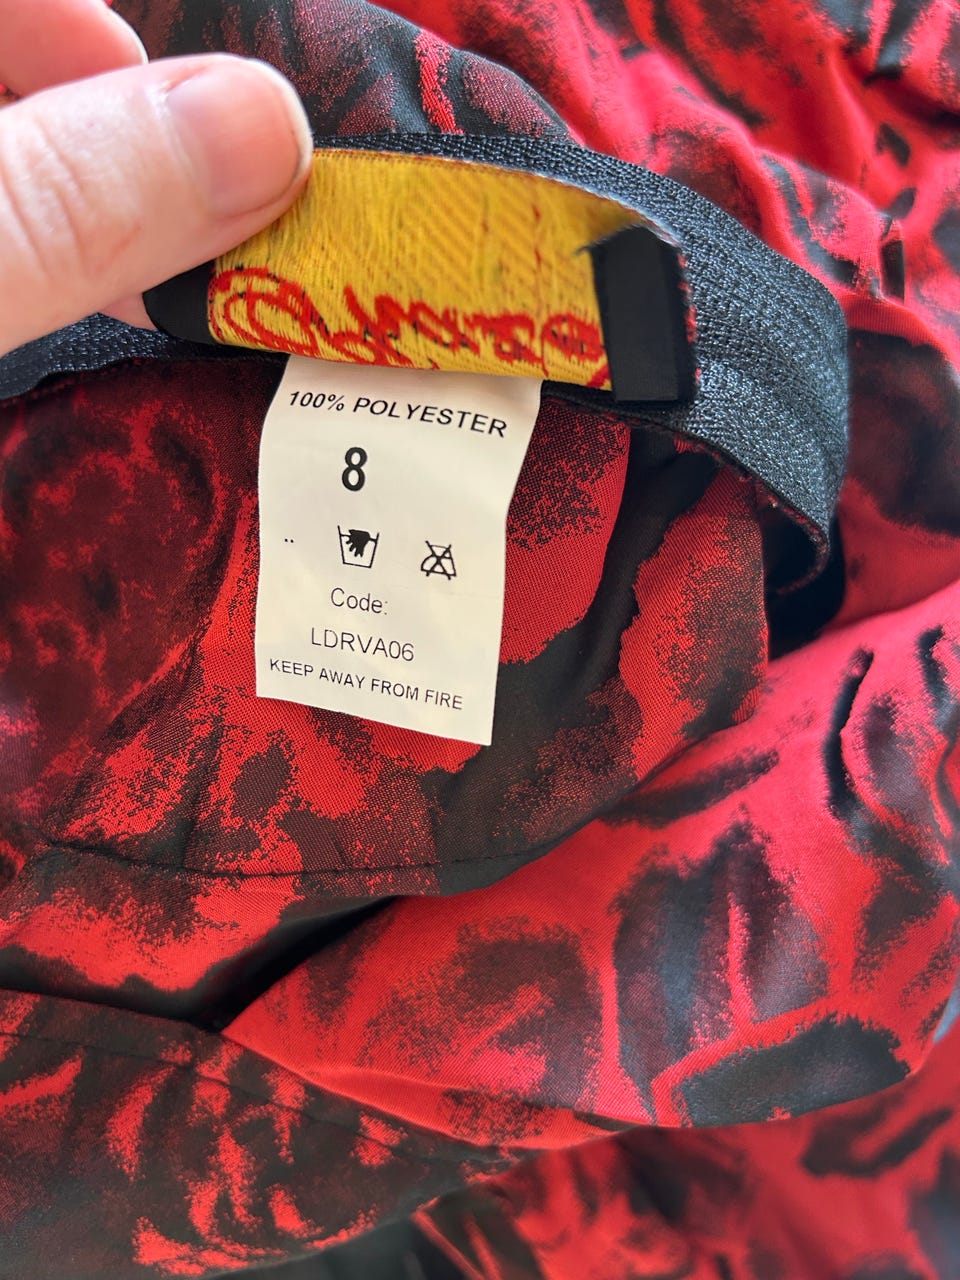 100% POLYESTER
8
Code:
LDRVA06
KEEP AWAY FROM FIRE